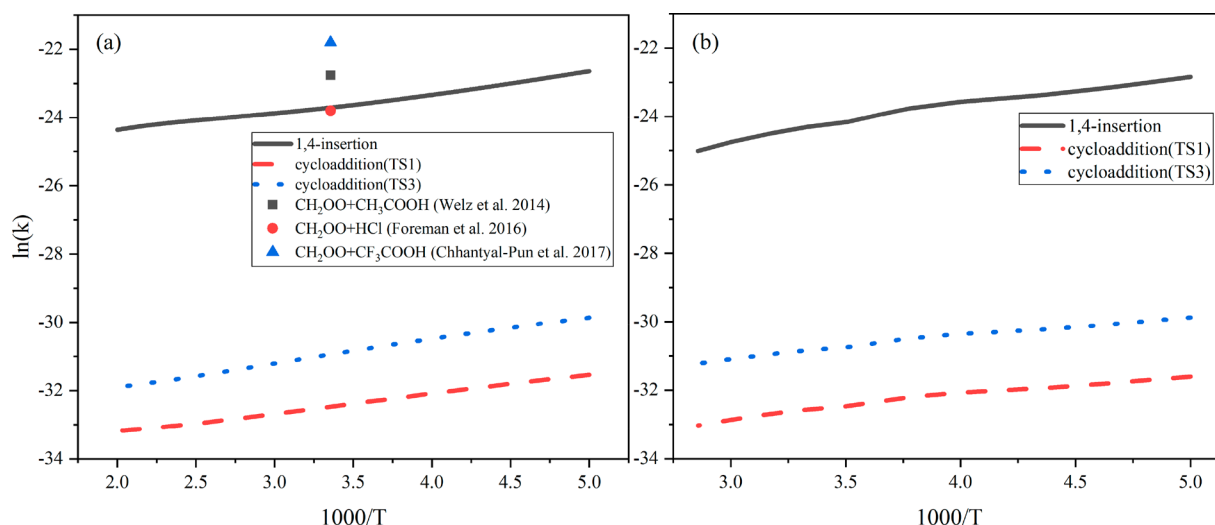 (a)
(b)
-22
-24
-26
-28
-30
-32
-34
ln(k)
1,4-insertion
cycloaddition(TS1)
cycloaddition(TS3)
CH₂OO+CH₃COOH (Welz et al. 2014)
CH₂OO+HCl (Foreman et al. 2016)
CH₂OO+CF₃COOH (Chhantyal-Pun et al. 2017)
2.0 2.5 3.0 3.5 4.0 4.5 5.0
1000/T
-22
-24
-26
-28
-30
-32
-34
1,4-insertion
cycloaddition(TS1)
cycloaddition(TS3)
3.0 3.5 4.0 4.5 5.0
1000/T